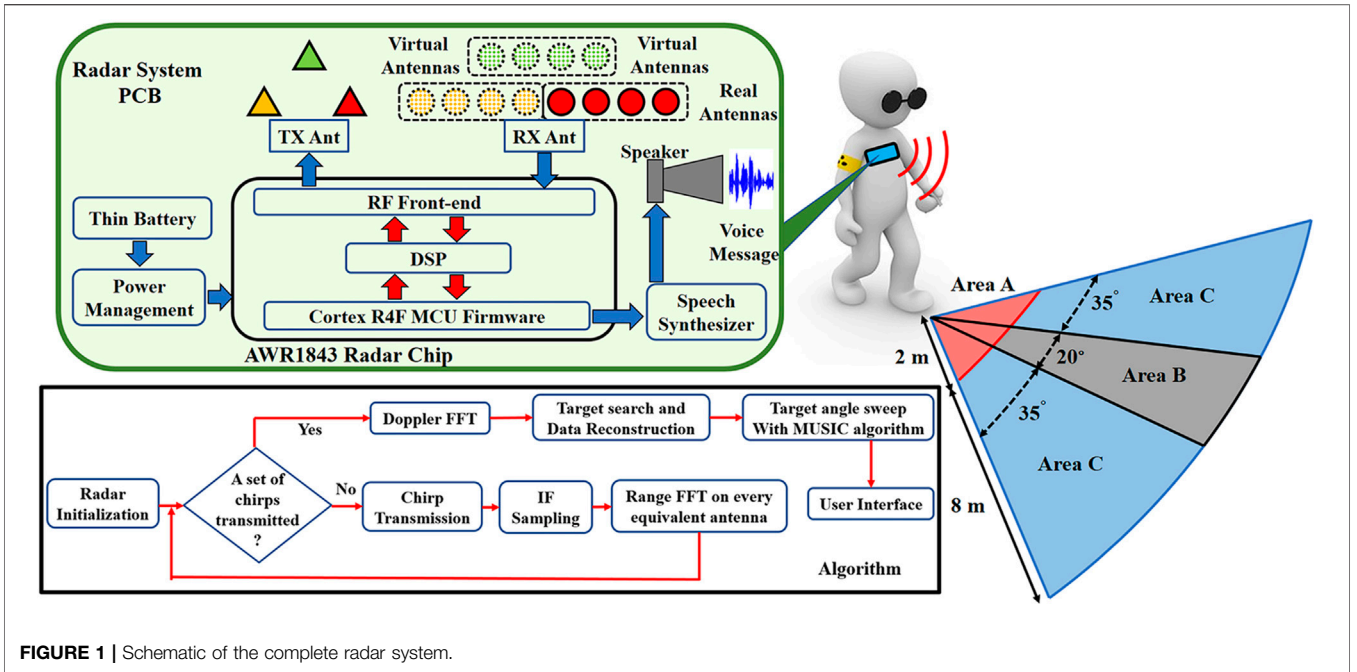 Radar System
PCB
Virtual
Antennas
Virtual
Antennas
Real
Antennas
TX Ant
RX Ant
Speaker
Voice
Message
RF Front-end
DSP
Cortex R4F MCU Firmware
AWR1843 Radar Chip
Thin Battery
Power
Management
Speech
Synthesizer
Area A
Area C
35°
20°
Area B
35°
Area C
2 m
8 m
Radar
Initialization
A set of
chirps
transmitted
?
Yes
Doppler FFT
Target search and
Data Reconstruction
Target angle sweep
With MUSIC algorithm
User Interface
No
Chirp
Transmission
IF
Sampling
Range FFT on every
equivalent antenna
Algorithm
FIGURE 1 | Schematic of the complete radar system.